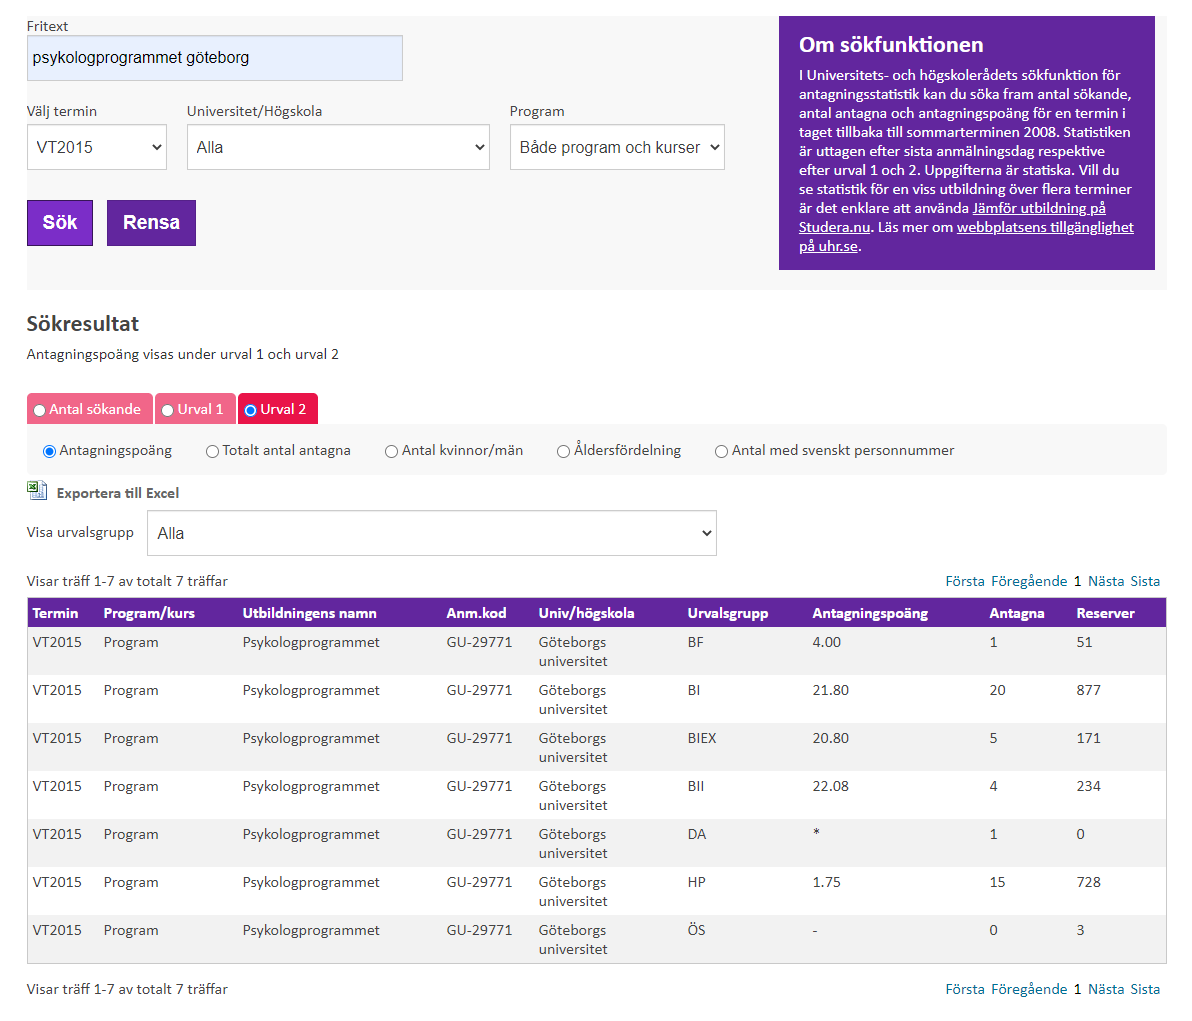 Fritext
psykologprogrammet göteborg
Välj termin Universitet/Högskola Program
VT2015 Alla Både program och kurser
Sök Rensa
Om sökfunktionen
I Universitets- och högskolerådets sökfunktion för
antagningsstatistik kan du söka fram antal sökande,
antal antagna och antagningspoäng för en termin i
taget tillbaka till sommarterminen 2008. Statistiken
är uttagen efter sista anmälningsdag respektive
efter urval 1 och 2. Uppgifterna är statiska. Vill du
se statistik för en viss utbildning över flera terminer
är det enklare att använda Jämför utbildning på
Studera.nu. Läs mer om webbplatsens tillgänglighet
på uhr.se.
Sökresultat
Antagningspoäng visas under urval 1 och urval 2
Antal sökande Urval 1 Urval 2
Antagningspoäng Totalt antal antagna Antal kvinnor/män Åldersfördelning Antal med svenskt personnummer
Exportera till Excel
Visa urvalsgrupp Alla
Visar träff 1-7 av totalt 7 träffar Första Föregående 1 Nästa Sista
Termin Program/kurs Utbildningens namn Anm.kod Univ/högskola Urvalsgrupp Antagningspoäng Antagna Reserver
VT2015 Program Psykologprogrammet GU-29771 Göteborgs universitet BF 4.00 1 51
VT2015 Program Psykologprogrammet GU-29771 Göteborgs universitet BI 21.80 20 877
VT2015 Program Psykologprogrammet GU-29771 Göteborgs universitet BIEX 20.80 5 171
VT2015 Program Psykologprogrammet GU-29771 Göteborgs universitet BII 22.08 4 234
VT2015 Program Psykologprogrammet GU-29771 Göteborgs universitet DA * 1 0
VT2015 Program Psykologprogrammet GU-29771 Göteborgs universitet HP 1.75 15 728
VT2015 Program Psykologprogrammet GU-29771 Göteborgs universitet ÖS - 0 3
Visar träff 1-7 av totalt 7 träffar Första Föregående 1 Nästa Sista